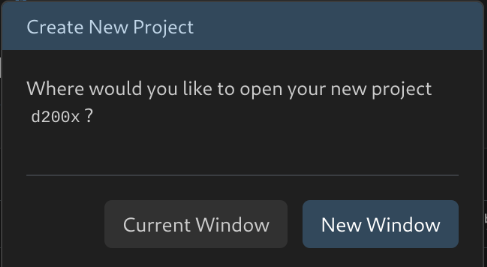 Create New Project
Where would you like to open your new project
d200x ?
Current Window
New Window